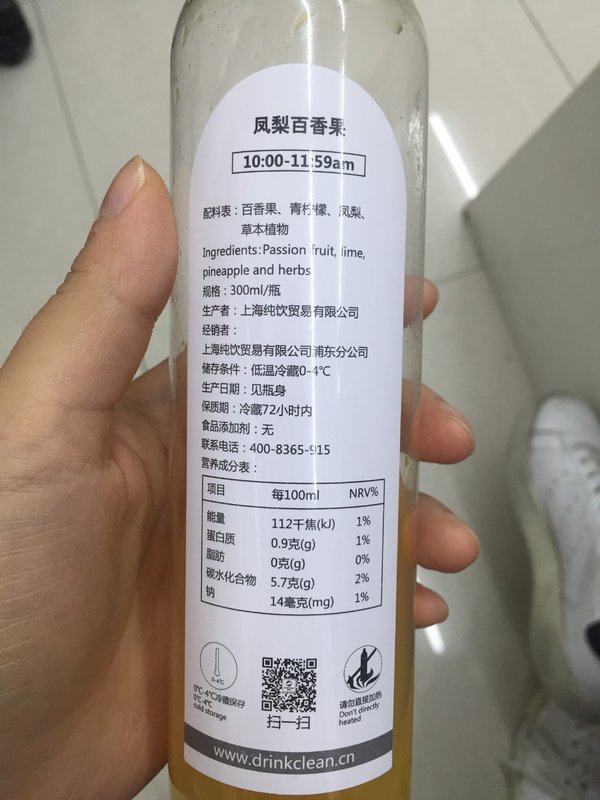 凤梨百香果
10:00-11:59am
配料表：百香果、青柠檬、凤梨、
草本植物
Ingredients:Passion fruit, lime,
pineapple and herbs
规格：300ml/瓶
生产者：上海纯饮贸易有限公司
经销者：
上海纯饮贸易有限公司浦东分公司
储存条件：低温冷藏0-4℃
生产日期：见瓶身
保质期：冷藏72小时内
食品添加剂：无
联系电话：400-8365-915
营养成分表：
项目 每100ml NRV%
能量 112千焦(kJ) 1%
蛋白质 0.9克(g) 1%
脂肪 0克(g) 0%
碳水化合物 5.7克(g) 2%
钠 14毫克(mg) 1%
0-4℃
0℃-4℃冷藏保存
0℃-4℃
cold storage
扫一扫
请勿直接加热
Don't directly
heated
www.drinkclean.cn